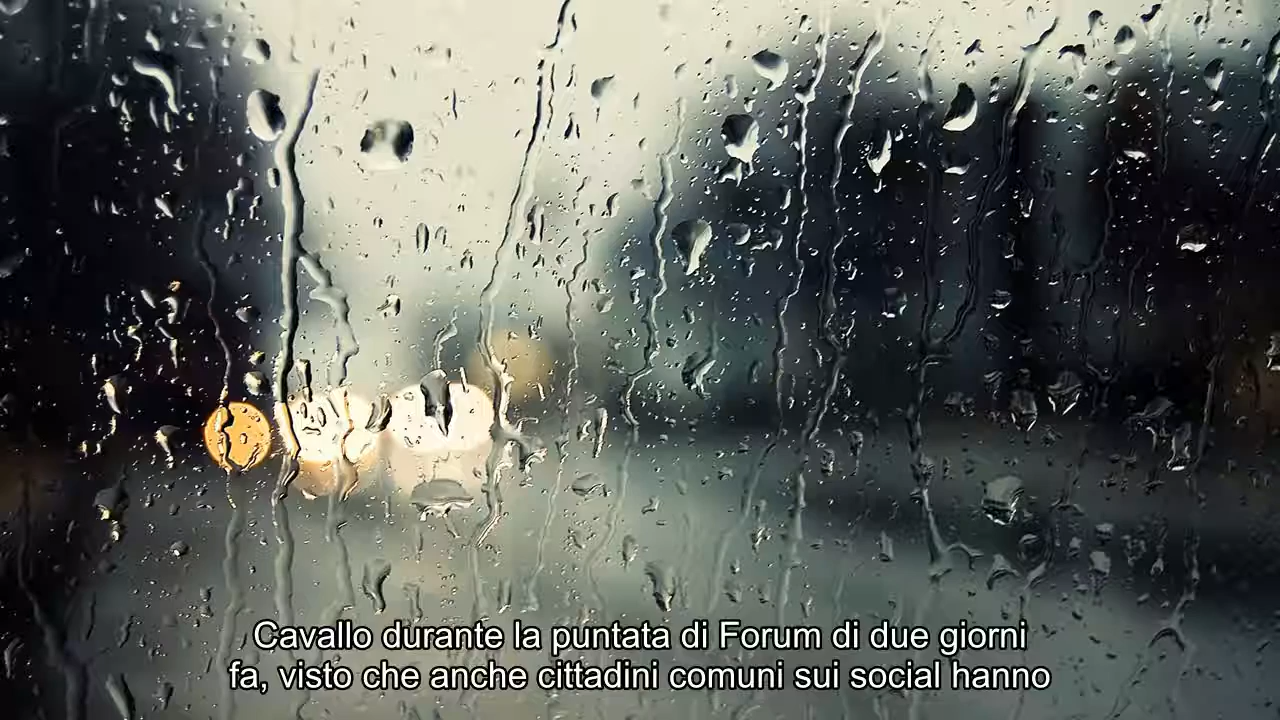 Cavallo durante la puntata di Forum di due giorni
fa, visto che anche cittadini comuni sui social hanno